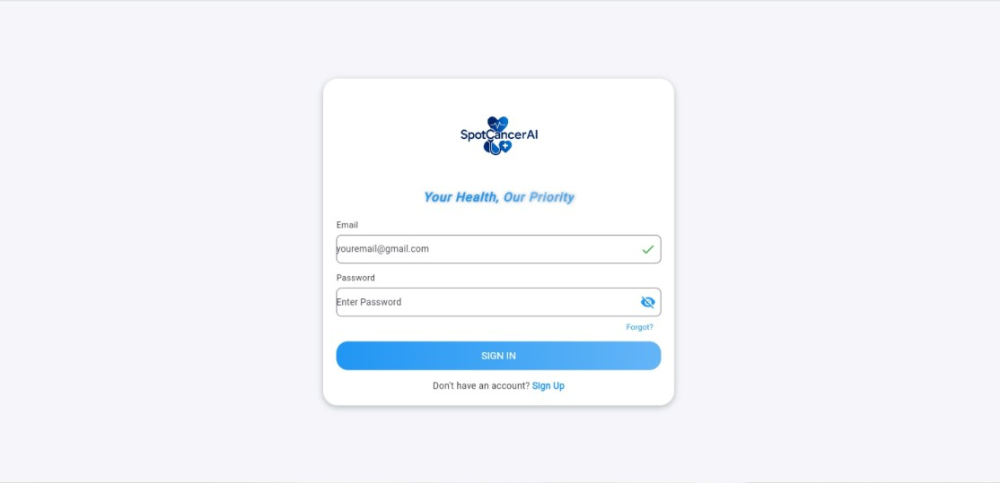 SpotCancerAI
Your Health, Our Priority
Email
youremail@gmail.com
Password
Enter Password
Forgot?
SIGN IN
Don't have an account? Sign Up